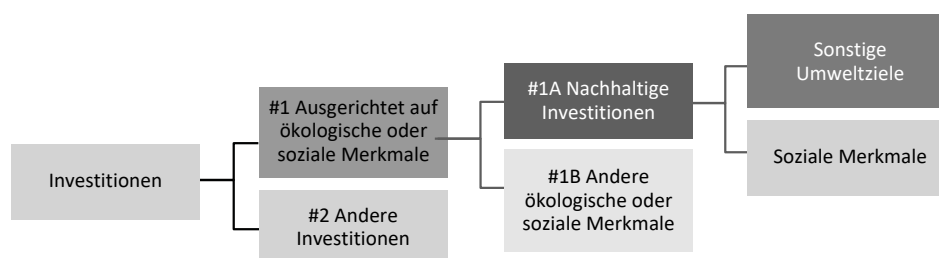 Investitionen
#1 Ausgerichtet auf
ökologische oder
soziale Merkmale
#2 Andere
Investitionen
#1A Nachhaltige
Investitionen
#1B Andere
ökologische oder
soziale Merkmale
Sonstige
Umweltziele
Soziale Merkmale